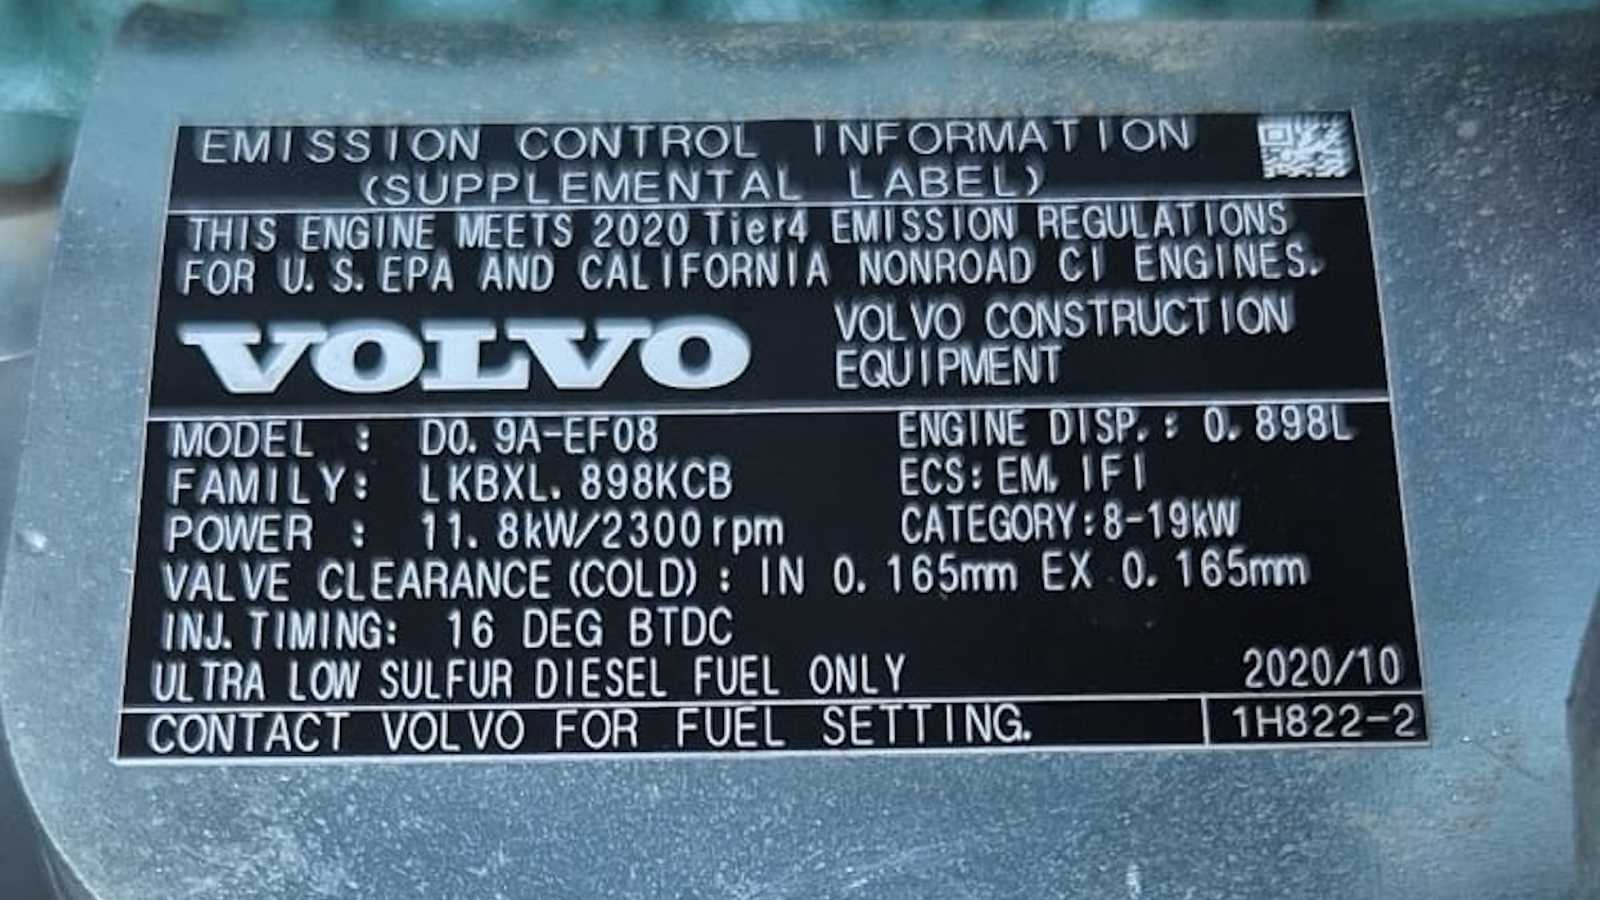 EMISSION CONTROL INFORMATION
(SUPPLEMENTAL LABEL)
THIS ENGINE MEETS 2020 Tier4 EMISSION REGULATIONS
FOR U.S.EPA AND CALIFORNIA NONROAD CI ENGINES.
VOLVO
VOLVO CONSTRUCTION
EQUIPMENT
MODEL : D0.9A-EF08 ENGINE DISP.: 0.898L
FAMILY: LKBXL.898KCB ECS: EM, IFI
POWER : 11.8kW/2300rpm CATEGORY:8-19kW
VALVE CLEARANCE(COLD): IN 0.165mm EX 0.165mm
INJ.TIMING: 16 DEG BTDC
ULTRA LOW SULFUR DIESEL FUEL ONLY 2020/10
CONTACT VOLVO FOR FUEL SETTING. 1H822-2